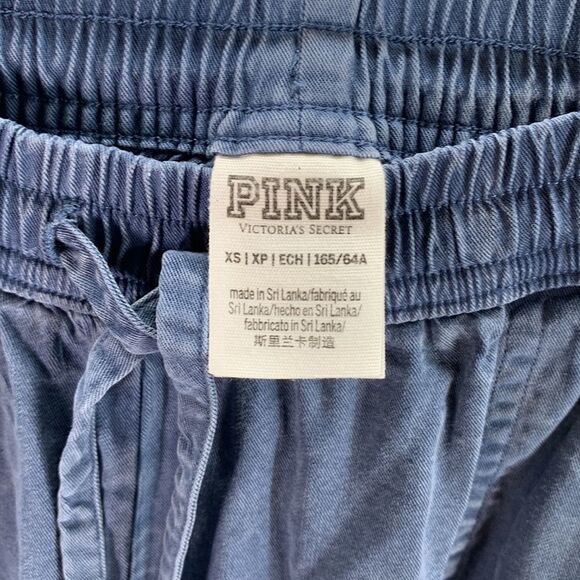 PINK
VICTORIA'S SECRET
XS | XP | ECH | 165/64A
made in Sri Lanka/fabriqué au
Sri Lanka/hecho en Sri Lanka/
fabbricato in Sri Lanka/
斯里兰卡制造